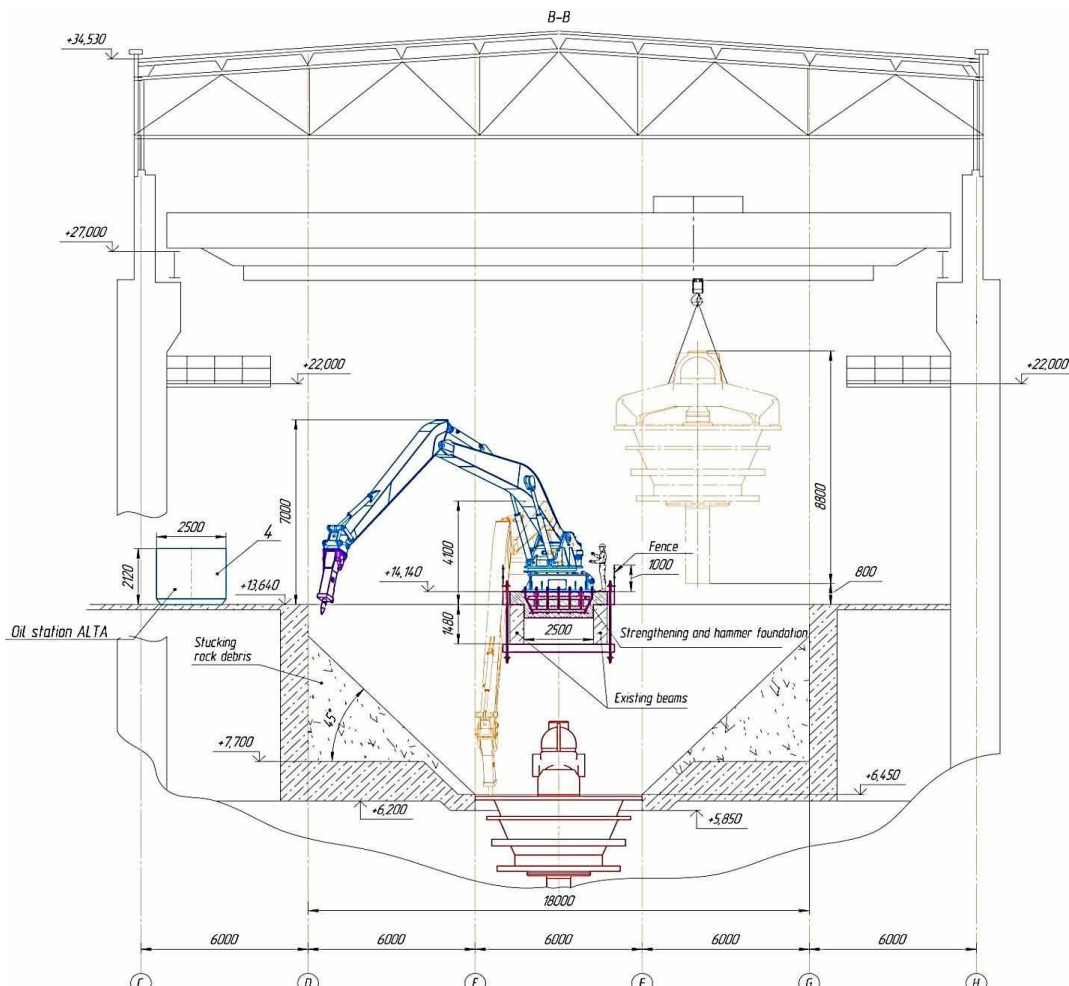 B-B
+34,530
+27,000
+22,000
+22,000
7000
8800
2500
4
2120
4100
Fence
1000
+14,140
+13,640
800
1480
2500
Strengthening and hammer foundation
Oil station ALTA
Stucking
rock debris
45°
Existing beams
+7,700
+6,450
+6,200
+5,850
18000
6000
6000
6000
6000
6000
D
G
H